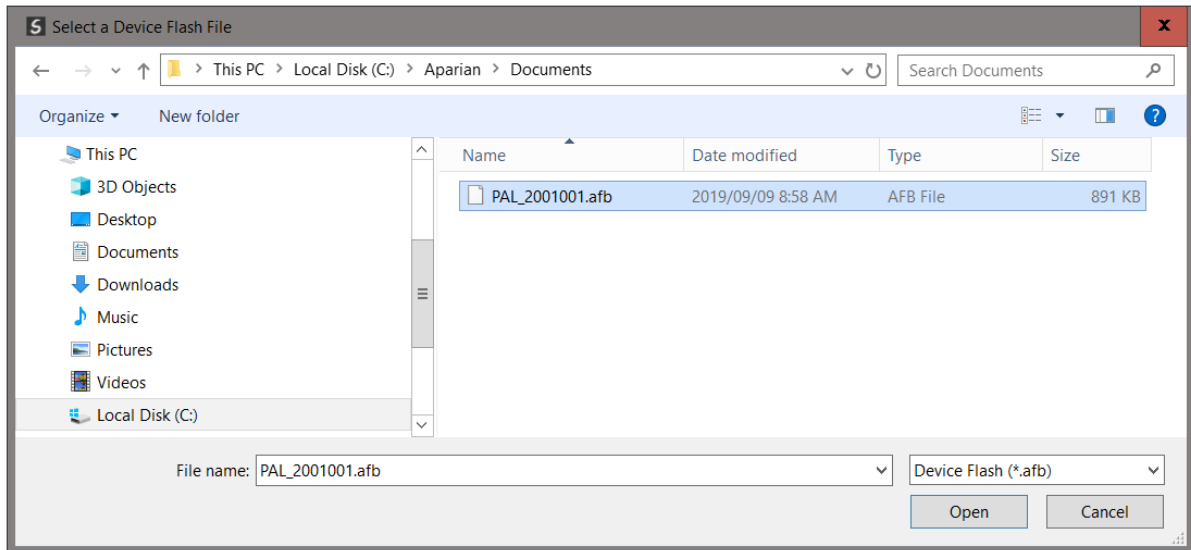 Select a Device Flash File
This PC > Local Disk (C:) > Aparian > Documents
Search Documents
Organize
New folder
This PC
3D Objects
Desktop
Documents
Downloads
Music
Pictures
Videos
Local Disk (C:)
Name Date modified Type Size
PAL_2001001.afb 2019/09/09 8:58 AM AFB File 891 KB
File name: PAL_2001001.afb Device Flash (*.afb)
Open Cancel